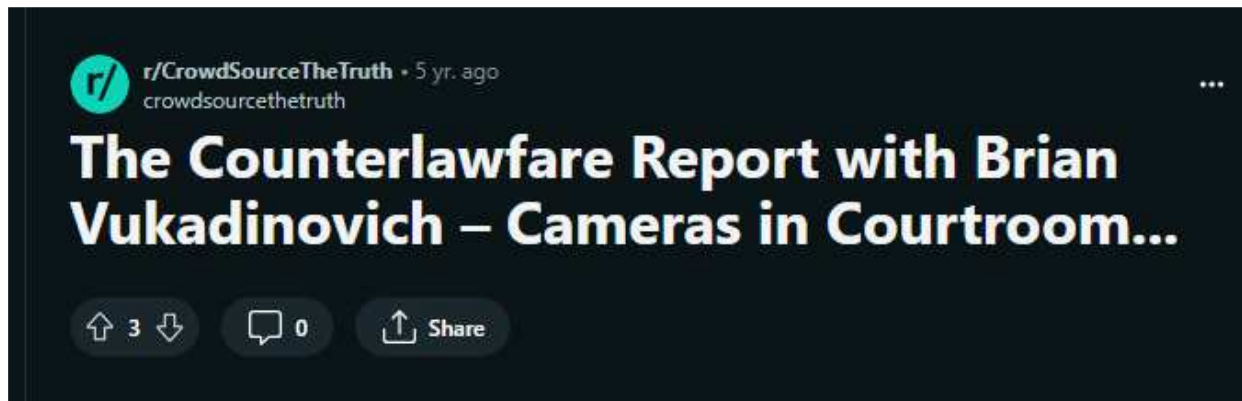 r/
r/CrowdSourceTheTruth • 5 yr. ago
crowdsourcethetruth
The Counterlawfare Report with Brian
Vukadinovich – Cameras in Courtroom...
3
0
Share